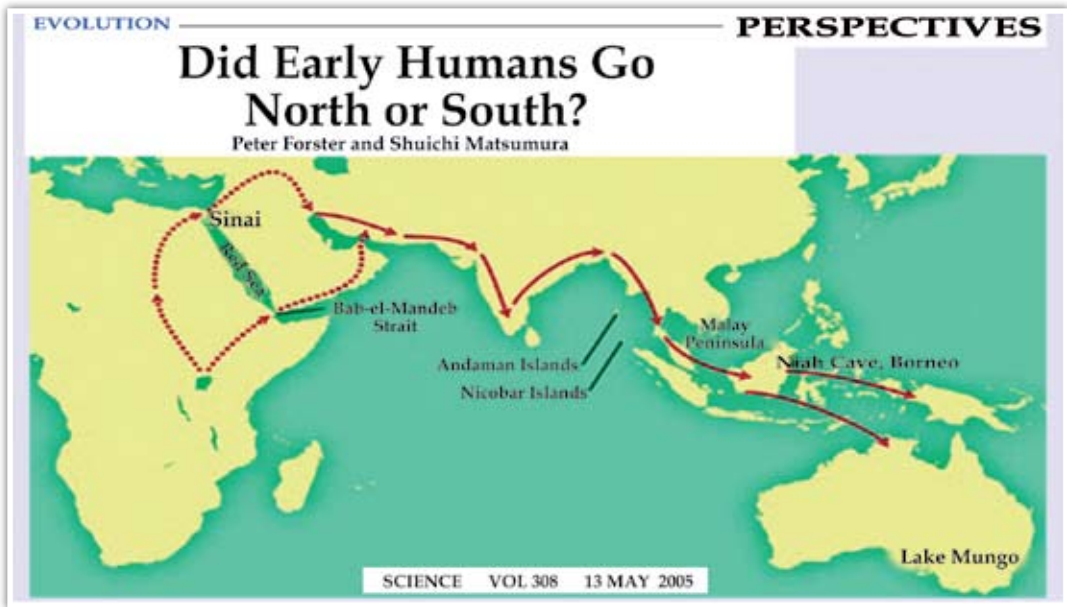 EVOLUTION
PERSPECTIVES
Did Early Humans Go
North or South?
Peter Forster and Shuichi Matsumura
Sinai
Red Sea
Bab-el-Mandeb
Strait
Andaman Islands
Nicobar Islands
Malay
Peninsula
Niah Cave, Borneo
Lake Mungo
SCIENCE VOL 308 13 MAY 2005